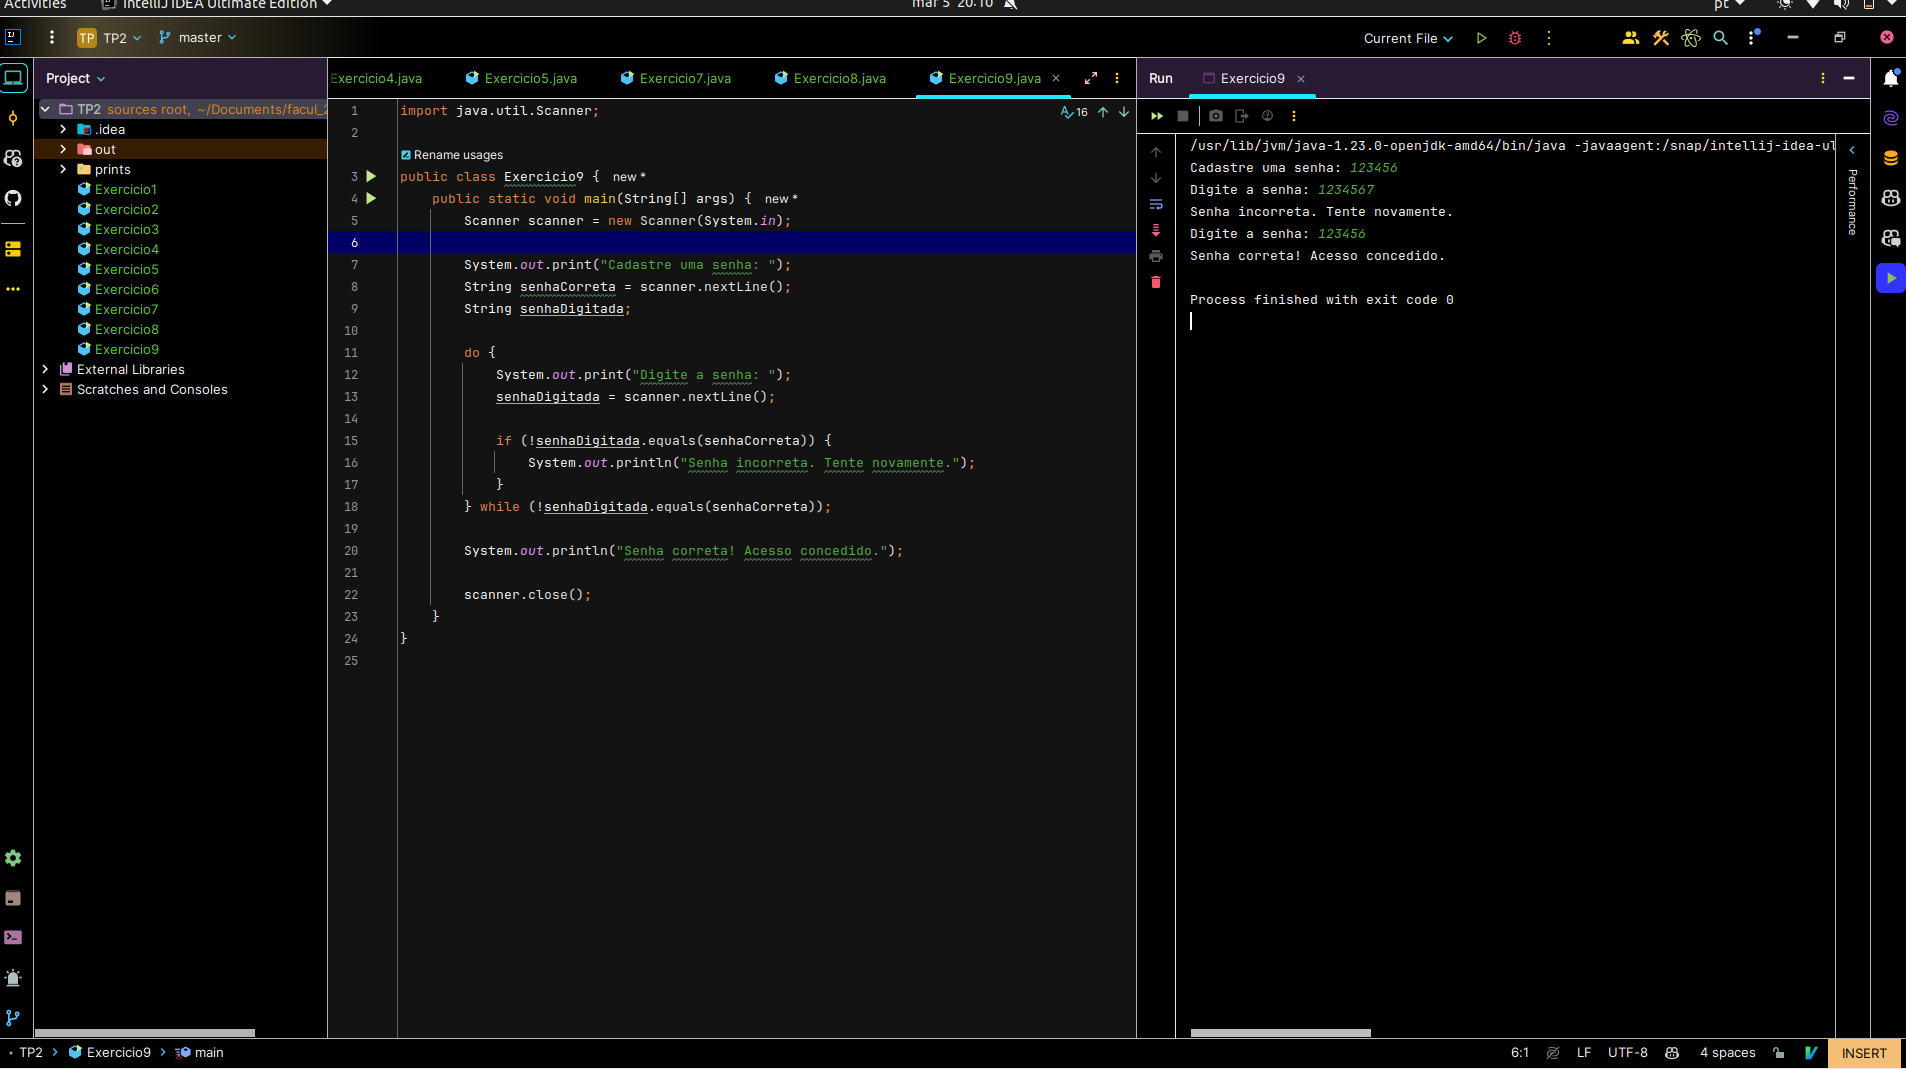 Activities IntelliJ IDEA Ultimate Edition mar 5 20:10 pt
TP TP2 master Current File
Project Exercicio4.java Exercicio5.java Exercicio7.java Exercicio8.java Exercicio9.java Run Exercicio9
TP2 sources root, ~/Documents/facul_
.idea
out
prints
Exercicio1
Exercicio2
Exercicio3
Exercicio4
Exercicio5
Exercicio6
Exercicio7
Exercicio8
Exercicio9
External Libraries
Scratches and Consoles
16
1 import java.util.Scanner;
2
Rename usages
3 public class Exercicio9 { new *
4 public static void main(String[] args) { new *
5 Scanner scanner = new Scanner(System.in);
6
7 System.out.print("Cadastre uma senha: ");
8 String senhaCorreta = scanner.nextLine();
9 String senhaDigitada;
10
11 do {
12 System.out.print("Digite a senha: ");
13 senhaDigitada = scanner.nextLine();
14
15 if (!senhaDigitada.equals(senhaCorreta)) {
16 System.out.println("Senha incorreta. Tente novamente.");
17 }
18 } while (!senhaDigitada.equals(senhaCorreta));
19
20 System.out.println("Senha correta! Acesso concedido.");
21
22 scanner.close();
23 }
24 }
25
/usr/lib/jvm/java-1.23.0-openjdk-amd64/bin/java -javaagent:/snap/intellij-idea-ul
Cadastre uma senha: 123456
Digite a senha: 1234567
Senha incorreta. Tente novamente.
Digite a senha: 123456
Senha correta! Acesso concedido.
Process finished with exit code 0
Performance
TP2 Exercicio9 main 6:1 LF UTF-8 4 spaces INSERT